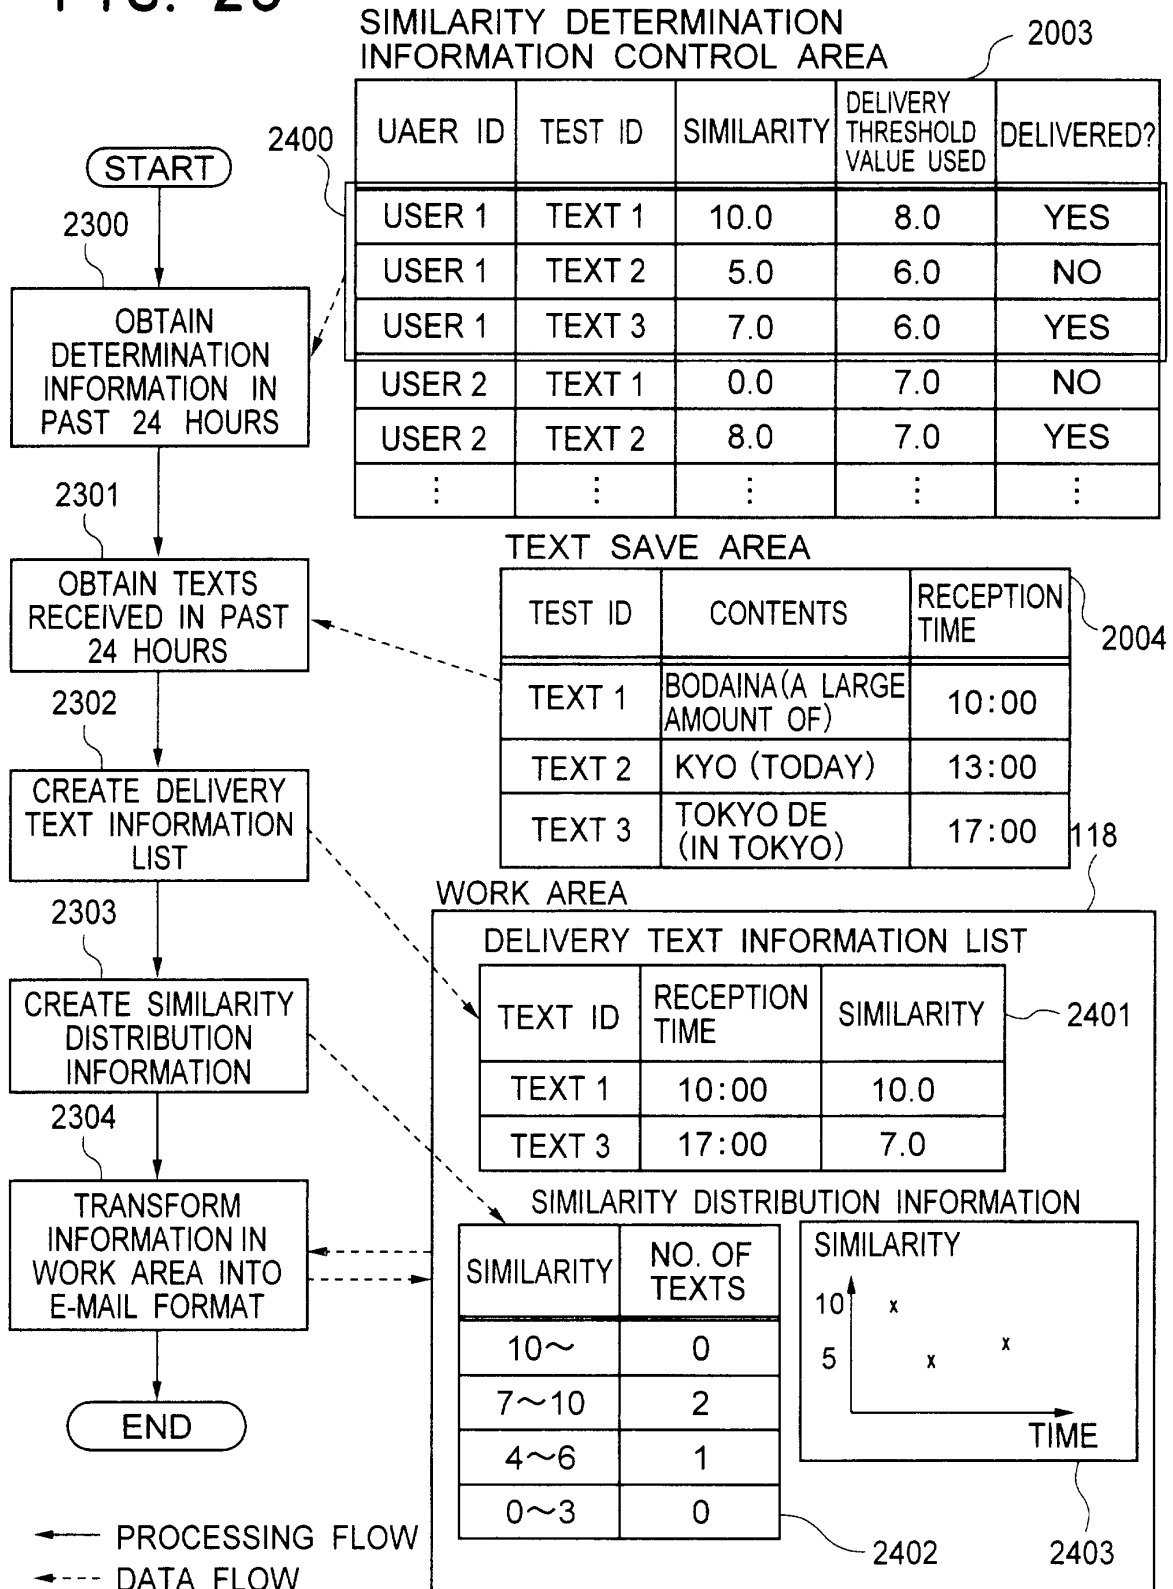 SIMILARITY DETERMINATION
INFORMATION CONTROL AREA
2003
UAER ID
TEST ID
SIMILARITY
DELIVERY
THRESHOLD
VALUE USED
DELIVERED?
USER 1 TEXT 1 10.0 8.0 YES
USER 1 TEXT 2 5.0 6.0 NO
USER 1 TEXT 3 7.0 6.0 YES
USER 2 TEXT 1 0.0 7.0 NO
USER 2 TEXT 2 8.0 7.0 YES
⋮ ⋮ ⋮ ⋮ ⋮
2400
START
2300
OBTAIN
DETERMINATION
INFORMATION IN
PAST 24 HOURS
2301
OBTAIN TEXTS
RECEIVED IN PAST
24 HOURS
2302
CREATE DELIVERY
TEXT INFORMATION
LIST
2303
CREATE SIMILARITY
DISTRIBUTION
INFORMATION
2304
TRANSFORM
INFORMATION IN
WORK AREA INTO
E-MAIL FORMAT
END
TEXT SAVE AREA
TEST ID
CONTENTS
RECEPTION
TIME
2004
TEXT 1
BODAINA(A LARGE
AMOUNT OF)
10:00
TEXT 2 KYO (TODAY) 13:00
TEXT 3
TOKYO DE
(IN TOKYO)
17:00
118
WORK AREA
DELIVERY TEXT INFORMATION LIST
TEXT ID
RECEPTION
TIME
SIMILARITY
2401
TEXT 1 10:00 10.0
TEXT 3 17:00 7.0
SIMILARITY DISTRIBUTION INFORMATION
SIMILARITY
NO. OF
TEXTS
10~ 0
7~10 2
4~6 1
0~3 0
2402
SIMILARITY
10
x
5
x
x
TIME
2403
PROCESSING FLOW
DATA FLOW